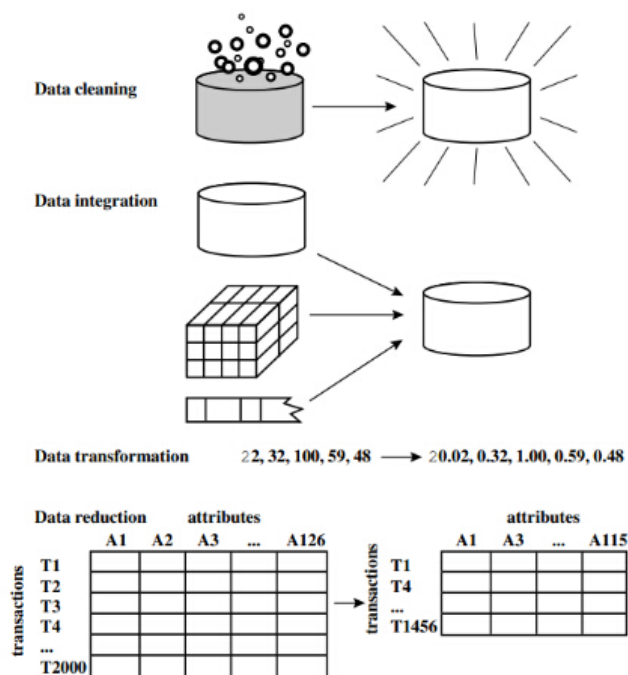 Data cleaning
Data integration
Data transformation 22, 32, 100, 59, 48 20.02, 0.32, 1.00, 0.59, 0.48
Data reduction attributes
A1 A2 A3 ... A126
transactions
T1
T2
T3
T4
...
T2000
attributes
A1 A3 ... A115
transactions
T1
T4
...
T1456